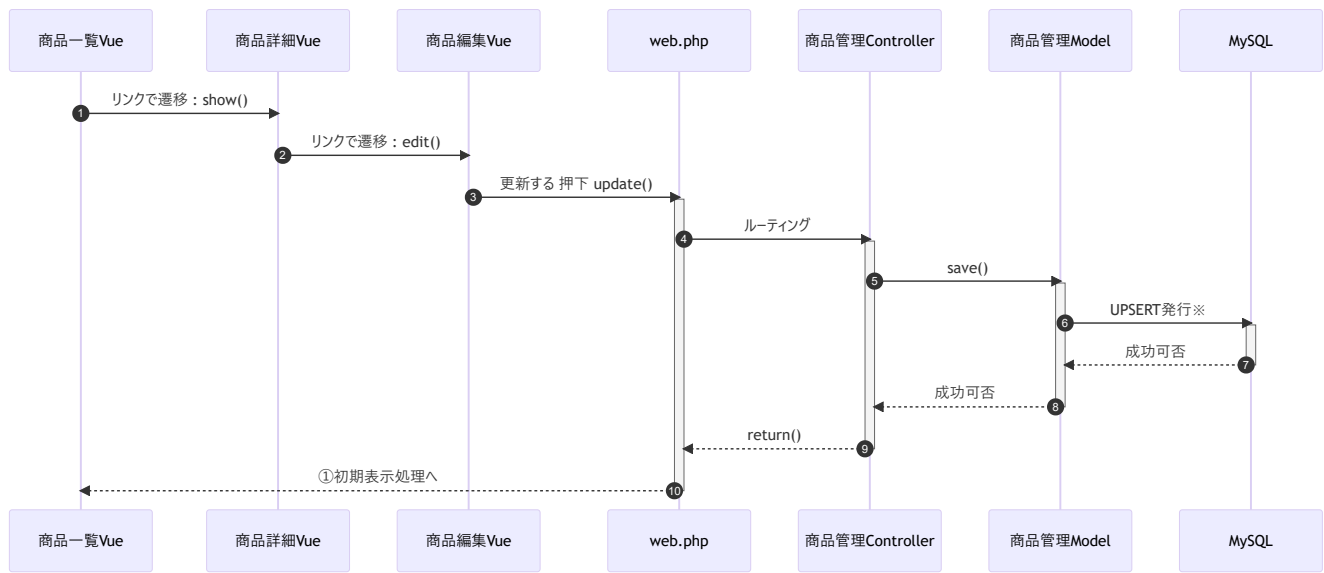 商品一覧Vue
商品詳細Vue
商品編集Vue
web.php
商品管理Controller
商品管理Model
MySQL
1
リンクで遷移：show()
2
リンクで遷移：edit()
3
更新する 押下 update()
4
ルーティング
5
save()
6
UPSERT発行※
成功可否
7
成功可否
8
return()
9
①初期表示処理へ
10
商品一覧Vue
商品詳細Vue
商品編集Vue
web.php
商品管理Controller
商品管理Model
MySQL